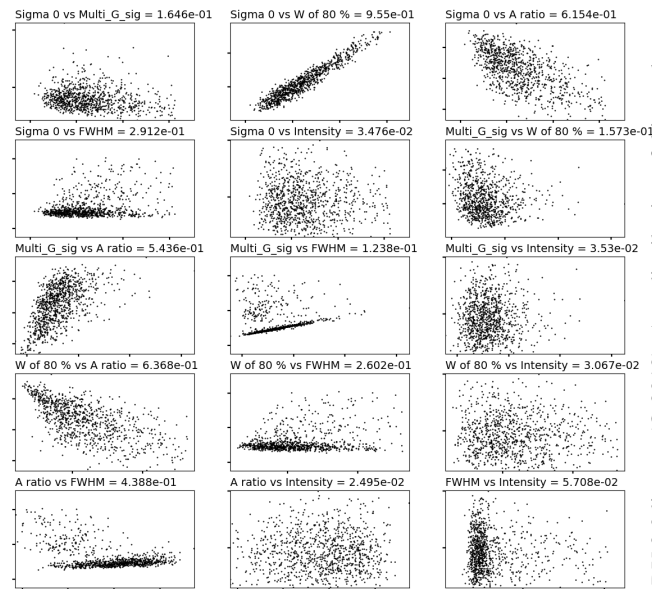 Sigma 0 vs Multi_G_sig = 1.646e-01
Sigma 0 vs W of 80 % = 9.55e-01
Sigma 0 vs A ratio = 6.154e-01
Sigma 0 vs FWHM = 2.912e-01
Sigma 0 vs Intensity = 3.476e-02
Multi_G_sig vs W of 80 % = 1.573e-01
Multi_G_sig vs A ratio = 5.436e-01
Multi_G_sig vs FWHM = 1.238e-01
Multi_G_sig vs Intensity = 3.53e-02
W of 80 % vs A ratio = 6.368e-01
W of 80 % vs FWHM = 2.602e-01
W of 80 % vs Intensity = 3.067e-02
A ratio vs FWHM = 4.388e-01
A ratio vs Intensity = 2.495e-02
FWHM vs Intensity = 5.708e-02